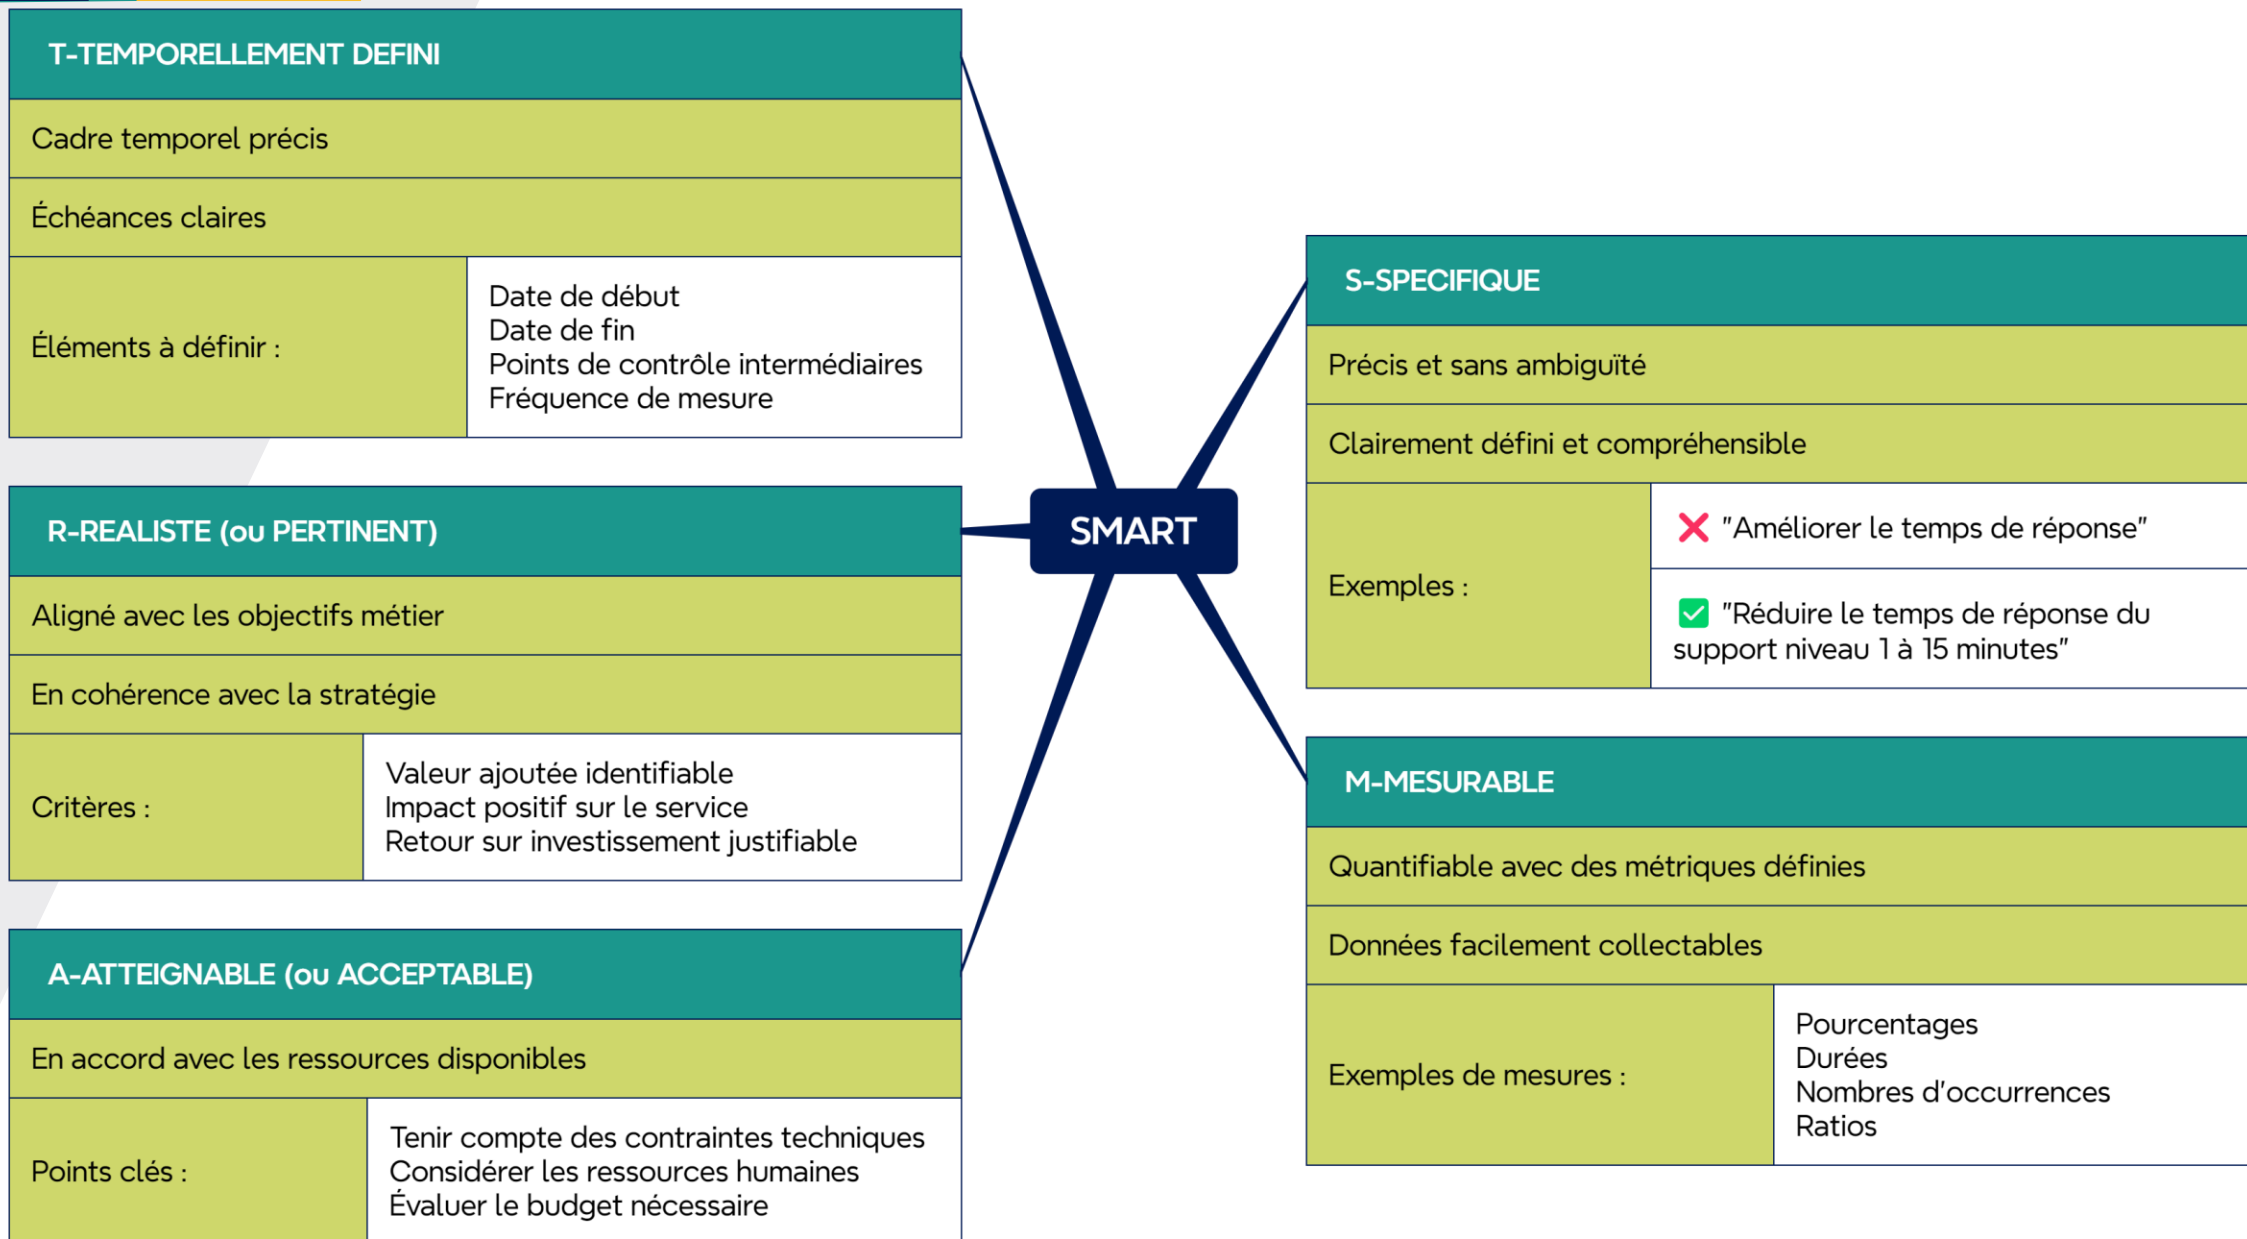 T-TEMPORELLEMENT DEFINI
Cadre temporel précis
Échéances claires
Éléments à définir :
Date de début
Date de fin
Points de contrôle intermédiaires
Fréquence de mesure
R-REALISTE (ou PERTINENT)
Aligné avec les objectifs métier
En cohérence avec la stratégie
Critères :
Valeur ajoutée identifiable
Impact positif sur le service
Retour sur investissement justifiable
A-ATTEIGNABLE (ou ACCEPTABLE)
En accord avec les ressources disponibles
Points clés :
Tenir compte des contraintes techniques
Considérer les ressources humaines
Évaluer le budget nécessaire
SMART
S-SPECIFIQUE
Précis et sans ambiguïté
Clairement défini et compréhensible
Exemples :
❌ "Améliorer le temps de réponse"
✅ "Réduire le temps de réponse du
support niveau 1 à 15 minutes"
M-MESURABLE
Quantifiable avec des métriques définies
Données facilement collectables
Exemples de mesures :
Pourcentages
Durées
Nombres d'occurrences
Ratios